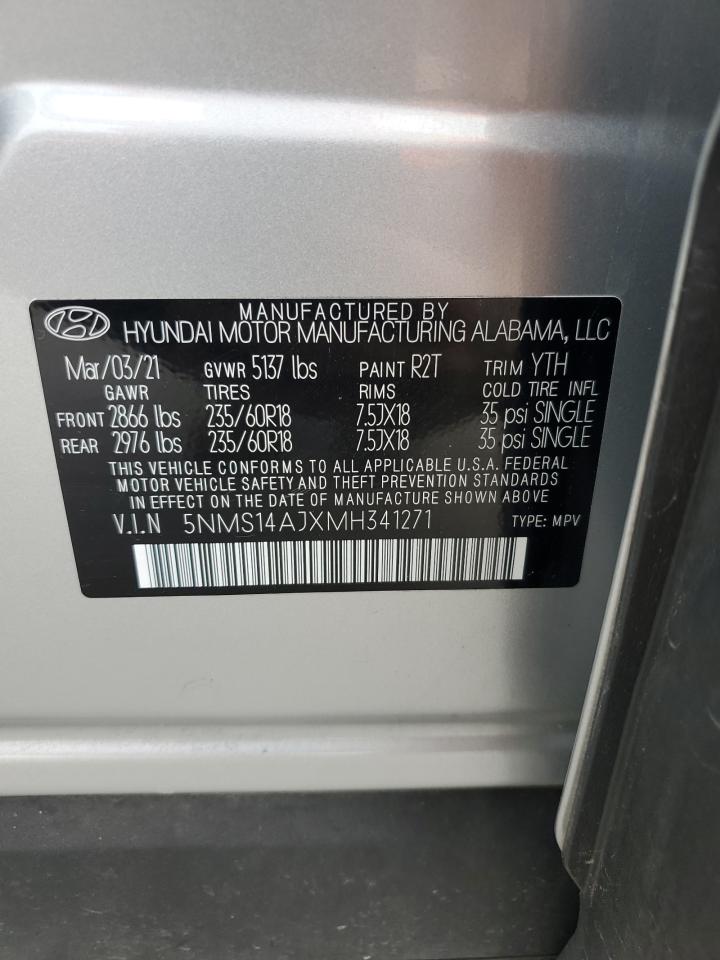 MANUFACTURED BY
HYUNDAI MOTOR MANUFACTURING ALABAMA, LLC
Mar/03/21 GVWR 5137 lbs PAINT R2T TRIM YTH
GAWR TIRES RIMS COLD TIRE INFL
FRONT 2866 lbs 235/60R18 7.5JX18 35 psi SINGLE
REAR 2976 lbs 235/60R18 7.5JX18 35 psi SINGLE
THIS VEHICLE CONFORMS TO ALL APPLICABLE U.S.A. FEDERAL
MOTOR VEHICLE SAFETY AND THEFT PREVENTION STANDARDS
IN EFFECT ON THE DATE OF MANUFACTURE SHOWN ABOVE.
V.I.N 5NMS14AJXMH341271 TYPE: MPV